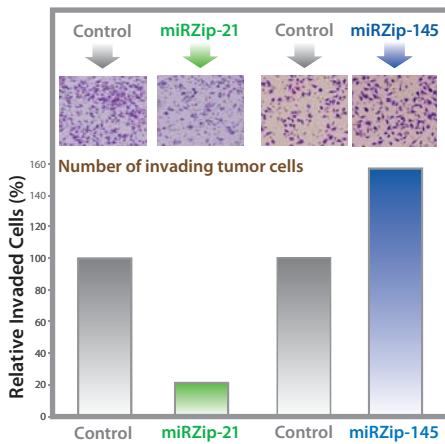 Control miRZip-21 Control miRZip-145
Number of invading tumor cells
Relative Invaded Cells (%)
160
140
120
100
80
60
40
20
0
Control miRZip-21 Control miRZip-145